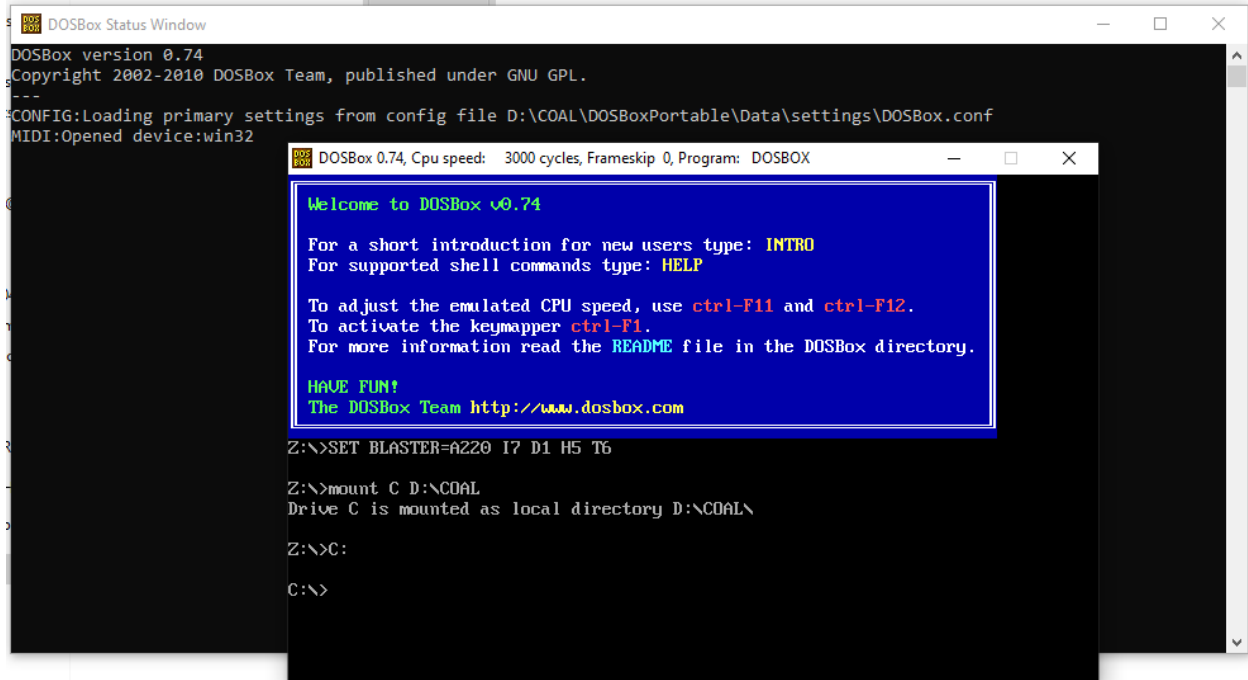 DOSBox Status Window
DOSBox version 0.74
Copyright 2002-2010 DOSBox Team, published under GNU GPL.
---
CONFIG:Loading primary settings from config file D:\COAL\DOSBoxPortable\Data\settings\DOSBox.conf
MIDI:Opened device:win32
DOSBox 0.74, Cpu speed: 3000 cycles, Frameskip 0, Program: DOSBOX
Welcome to DOSBox v0.74
For a short introduction for new users type: INTRO
For supported shell commands type: HELP
To adjust the emulated CPU speed, use ctrl-F11 and ctrl-F12.
To activate the keymapper ctrl-F1.
For more information read the README file in the DOSBox directory.
HAVE FUN!
The DOSBox Team http://www.dosbox.com
Z:\>SET BLASTER=A220 I7 D1 H5 T6
Z:\>mount C D:\COAL
Drive C is mounted as local directory D:\COAL\
Z:\>C:
C:\>